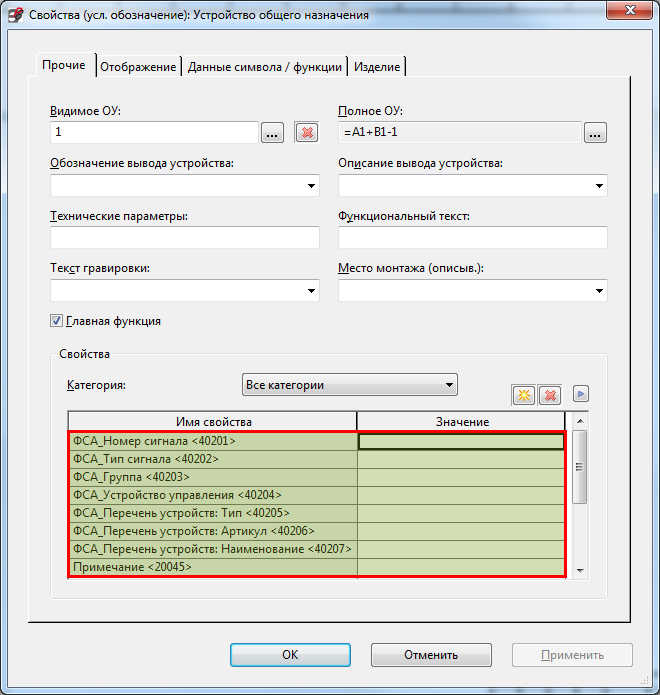 Свойства (усл. обозначение): Устройство общего назначения
Прочие Отображение Данные символа / функции Изделие
Видимое ОУ: Полное ОУ:
1 ... =A1+B1-1 ...
Обозначение вывода устройства: Описание вывода устройства:
Технические параметры: Функциональный текст:
Текст гравировки: Место монтажа (описыв.):
Главная функция
Свойства
Категория: Все категории
Имя свойства Значение
ФСА_Номер сигнала <40201>
ФСА_Тип сигнала <40202>
ФСА_Группа <40203>
ФСА_Устройство управления <40204>
ФСА_Перечень устройств: Тип <40205>
ФСА_Перечень устройств: Артикул <40206>
ФСА_Перечень устройств: Наименование <40207>
Примечание <20045>
OK Отменить Применить